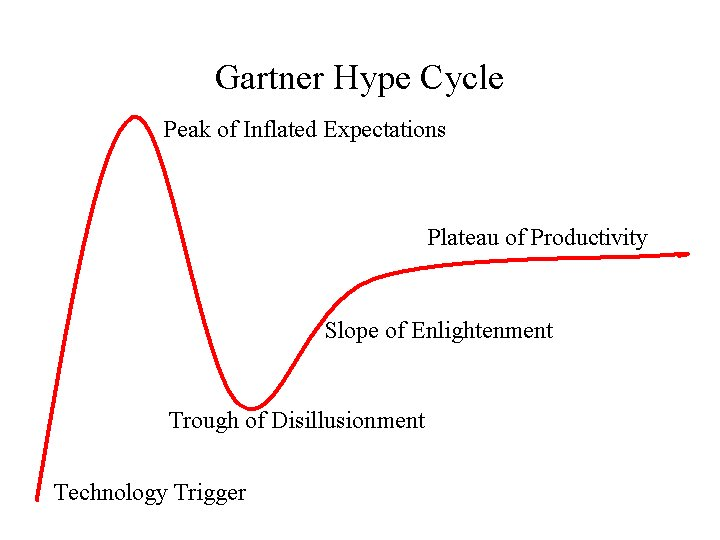 Gartner Hype Cycle
Peak of Inflated Expectations
Plateau of Productivity
Slope of Enlightenment
Trough of Disillusionment
Technology Trigger